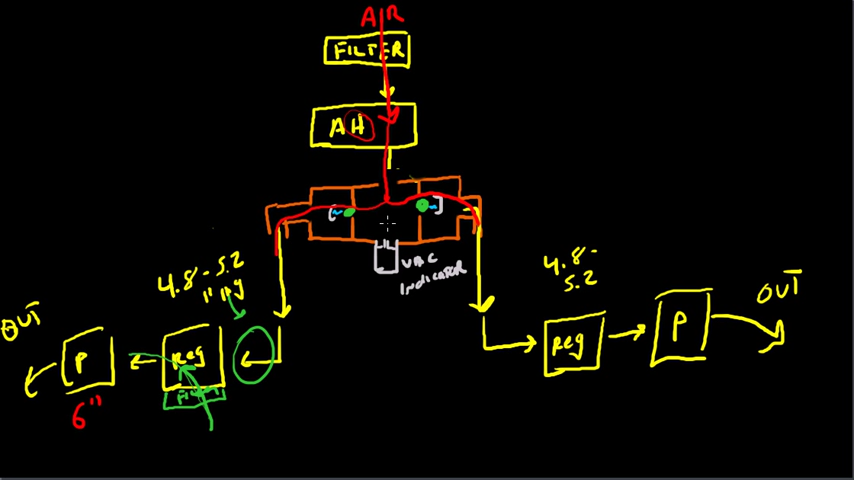 AIR
FILTER
AH
VAC
INDICATOR
4.8-5.2
"Hg
4.8-
5.2
OUT
OUT
P
Reg
Reg
P
6"